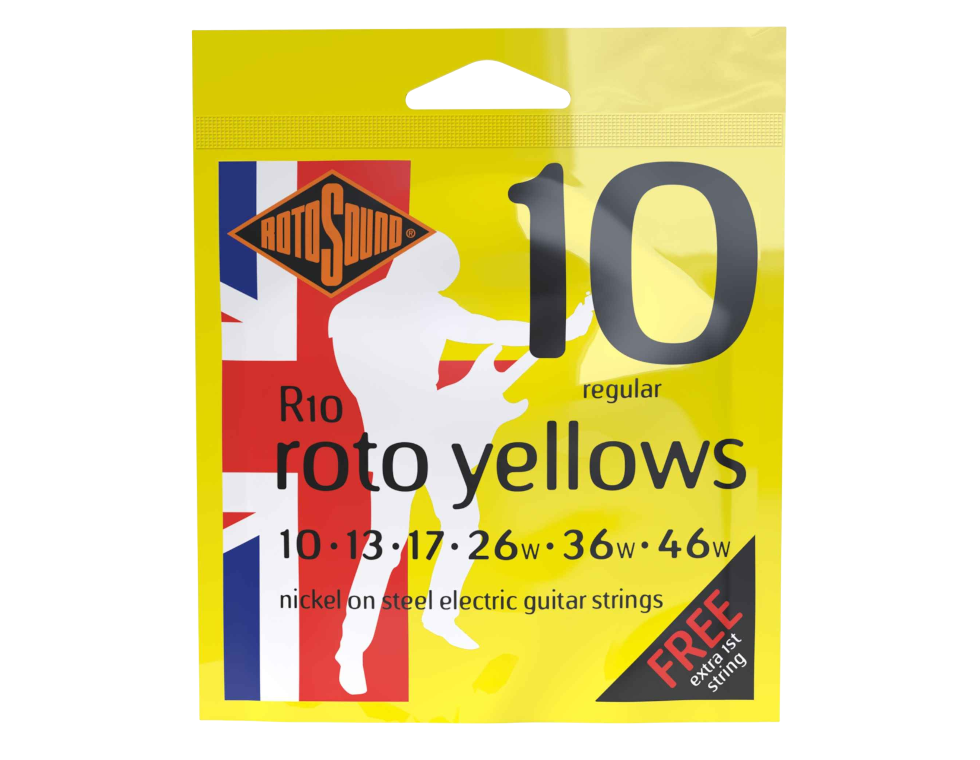 ROTOSOUND®
10
regular
R10
roto yellows
10 · 13 · 17 · 26w · 36w · 46w
nickel on steel electric guitar strings
FREE
extra 1st
string